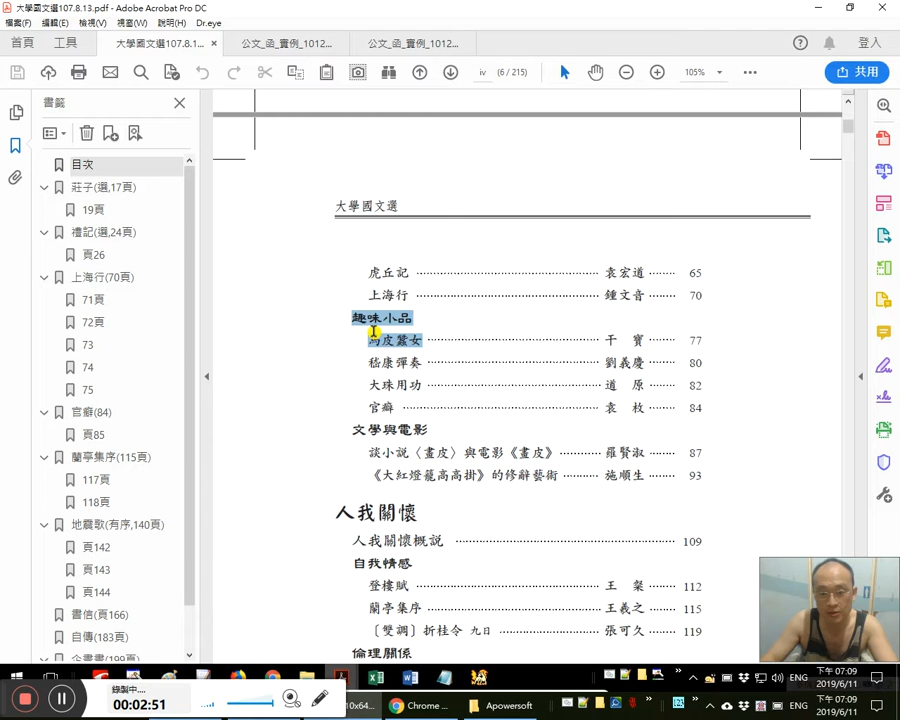 大學國文選107.8.13.pdf - Adobe Acrobat Pro DC
檔案(F) 編輯(E) 檢視(V) 視窗(W) 說明(H) Dr.eye
首頁 工具 大學國文選107.8.1... × 公文_函_實例_1012... 公文_函_實例_1012... 登入
iv (6 / 215) 105% 共用
書籤
目次
莊子(選,17頁)
19頁
禮記(選,24頁)
頁26
上海行(70頁)
71頁
72頁
73
74
75
官癖(84)
頁85
蘭亭集序(115頁)
117頁
118頁
地震歌(有序,140頁)
頁142
頁143
頁144
書信(頁166)
自傳(183頁)
大學國文選
虎丘記 袁宏道 65
上海行 鍾文音 70
趣味小品
馬皮蠶女 干 寶 77
嵇康彈奏 劉義慶 80
大珠用功 道 原 82
官癖 袁 枚 84
文學與電影
談小說〈畫皮〉與電影《畫皮》 羅賢淑 87
《大紅燈籠高高掛》的修辭藝術 施順生 93
人我關懷
人我關懷概說 109
自我情感
登樓賦 王 粲 112
蘭亭集序 王羲之 115
〔雙調〕折桂令 九日 張可久 119
倫理關係
ENG 下午 07:09
2019/6/11
錄製中....
00:02:51
10x64... Chrome ... Apowersoft
ENG 下午 07:09
2019/6/11